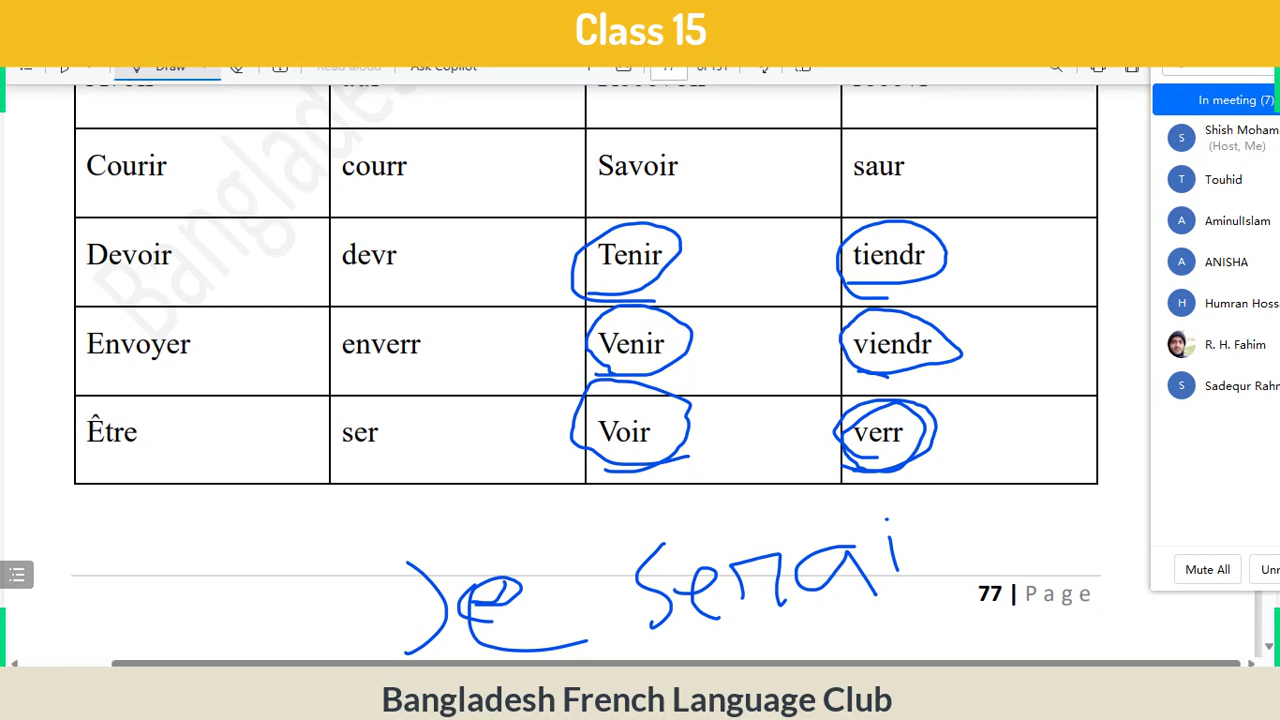 Class 15
Draw
Read aloud
Ask Copilot
In meeting (7)
Shish Moham
(Host, Me)
Touhid
AminulIslam
ANISHA
Humran Hoss
R. H. Fahim
Sadequr Rahr
Courir courr Savoir saur
Devoir devr Tenir tiendr
Envoyer enverr Venir viendr
Être ser Voir verr
Je serai
77 | Page
Mute All
Bangladesh French Language Club